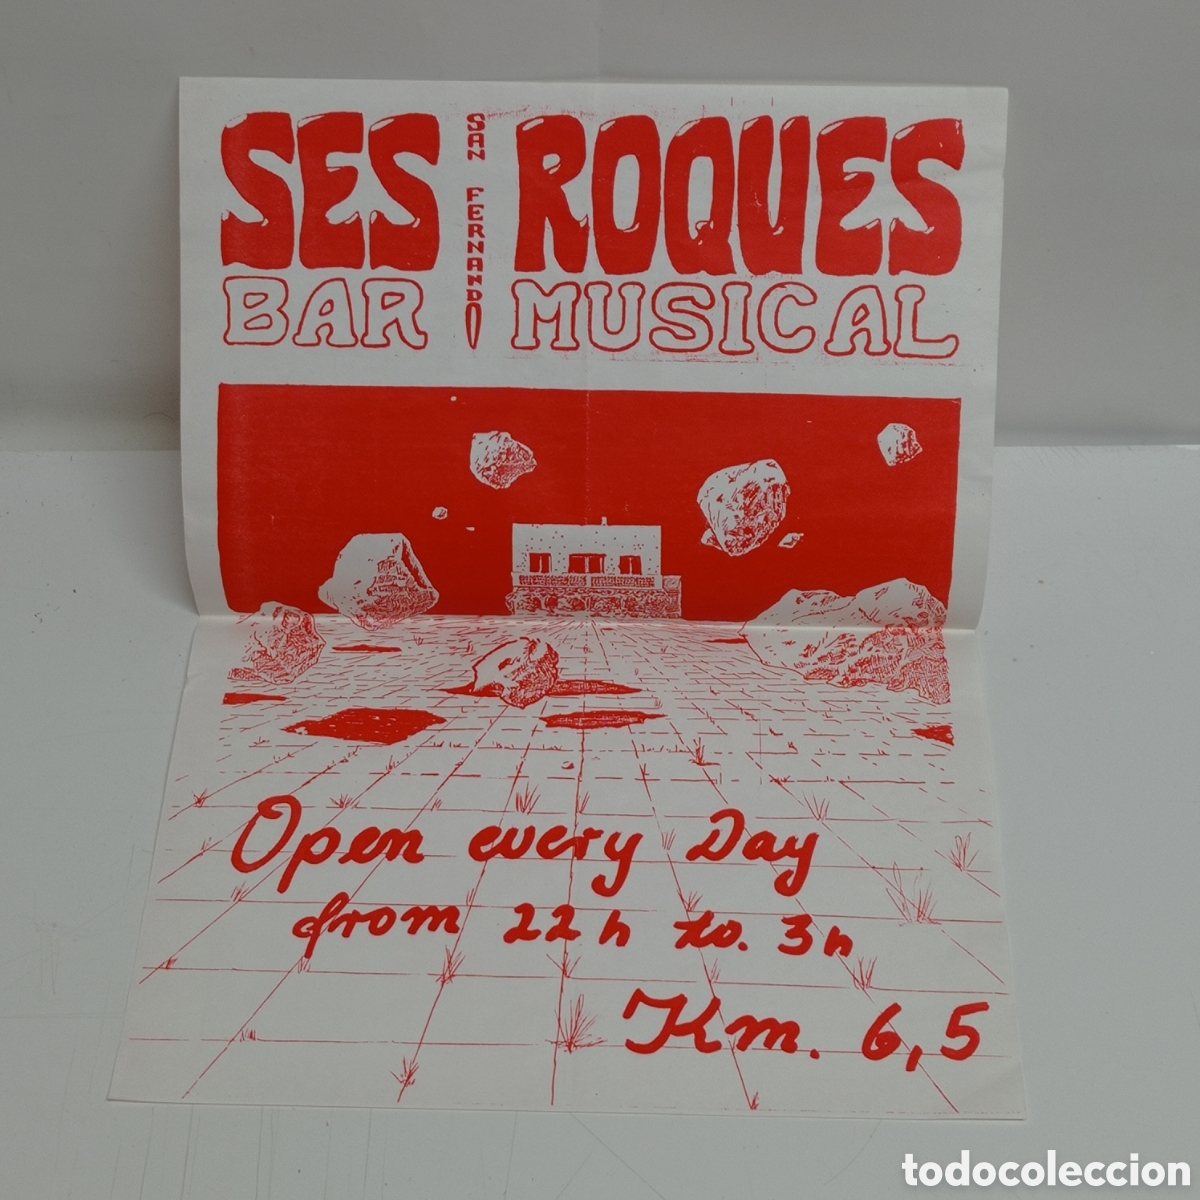 SES ROQUES
SAN FERNANDO
BAR MUSICAL
Open every Day
from 22h to. 3h
Km. 6,5
todocoleccion